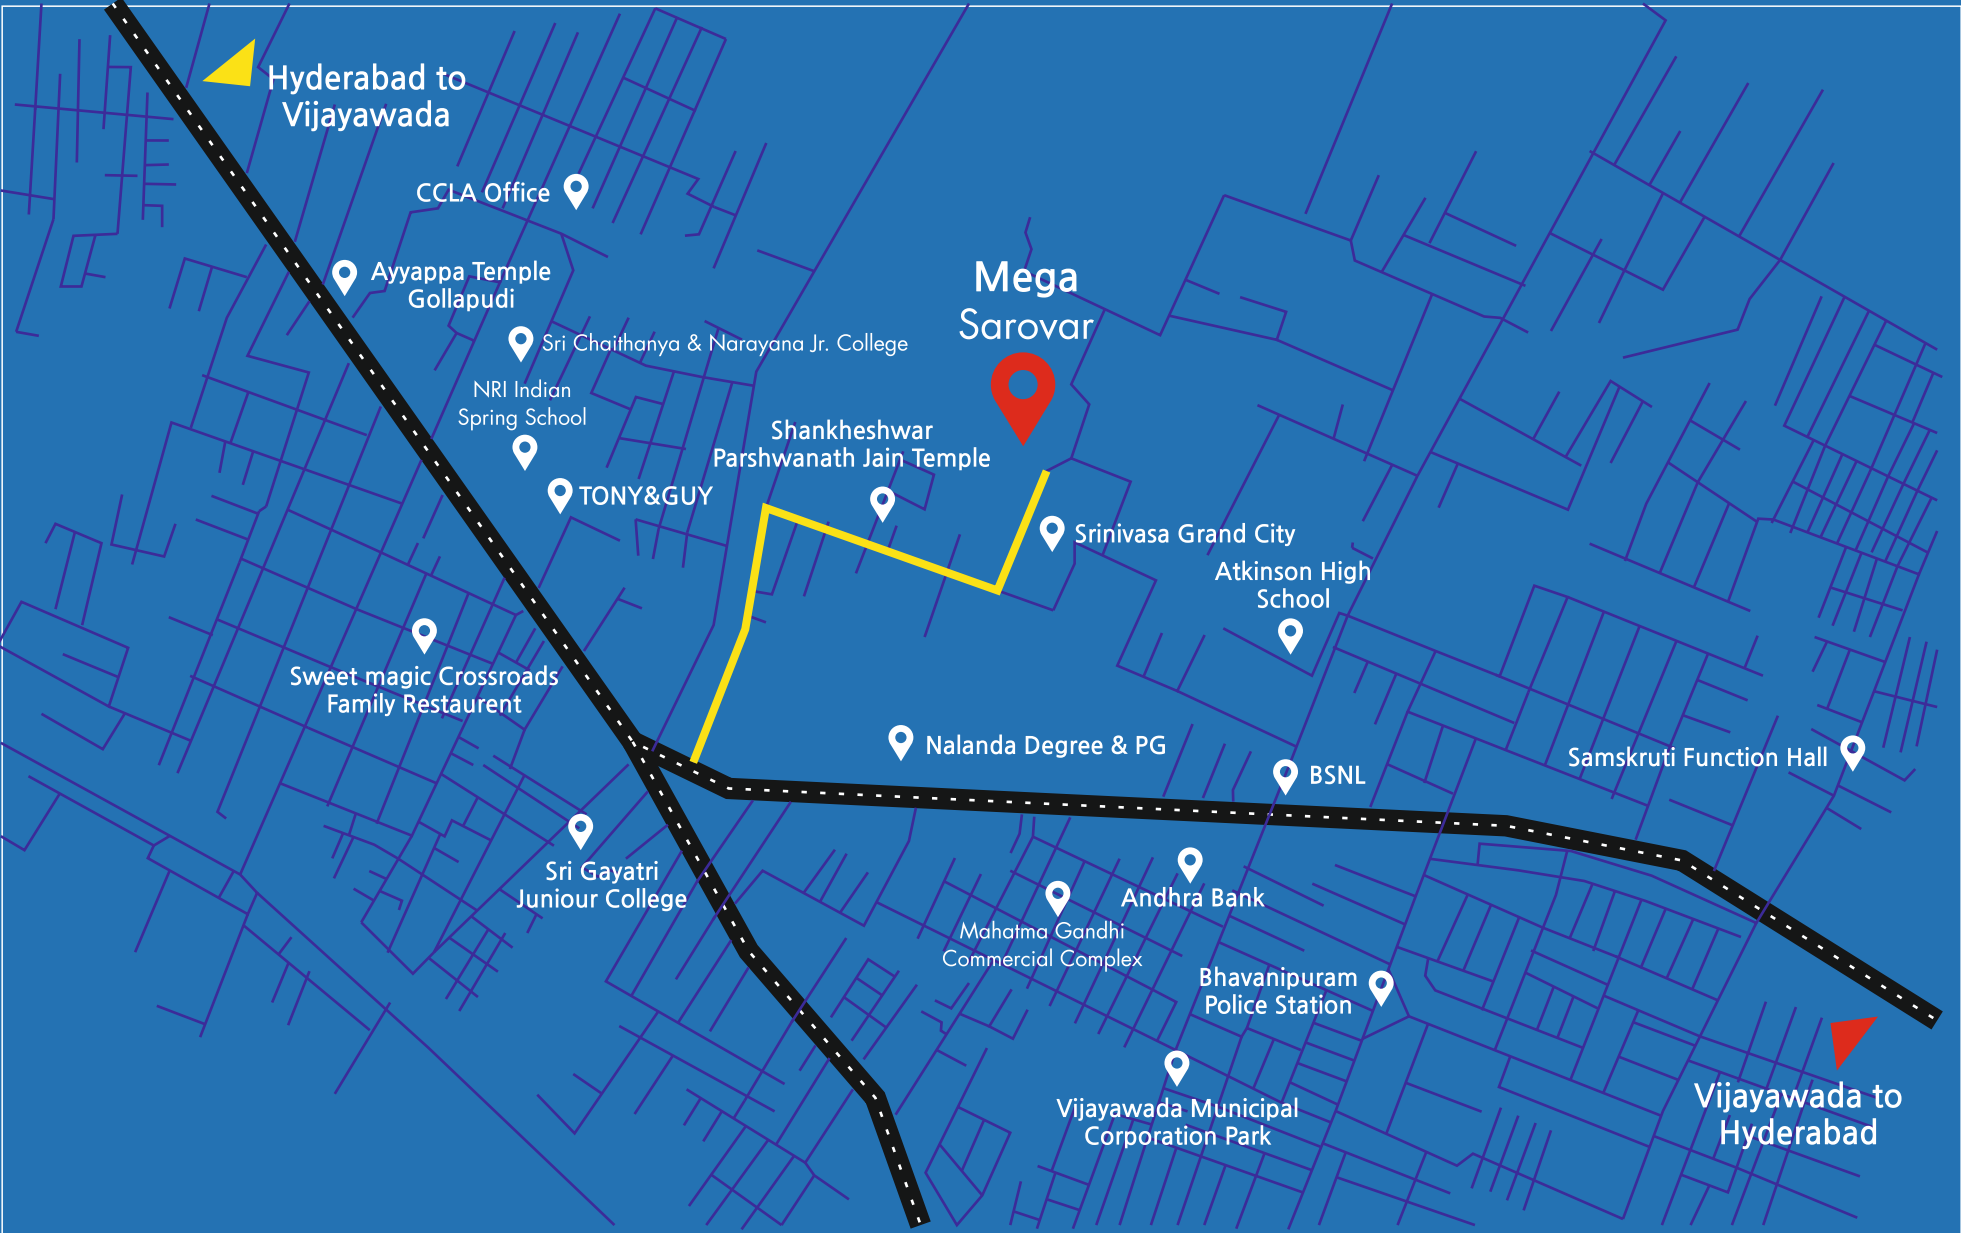 Hyderabad to
Vijayawada
CCLA Office
Ayyappa Temple
Gollapudi
Mega
Sarovar
Sri Chaithanya & Narayana Jr. College
NRI Indian
Spring School
Shankheshwar
Parshwanath Jain Temple
TONY&GUY
Srinivasa Grand City
Atkinson High
School
Sweet magic Crossroads
Family Restaurent
Nalanda Degree & PG
BSNL
Samskruti Function Hall
Sri Gayatri
Juniour College
Andhra Bank
Mahatma Gandhi
Commercial Complex
Bhavanipuram
Police Station
Vijayawada Municipal
Corporation Park
Vijayawada to
Hyderabad